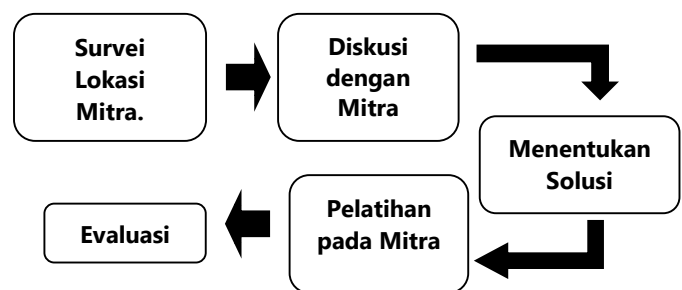 Survei
Lokasi
Mitra.
Diskusi
dengan
Mitra
Menentukan
Solusi
Pelatihan
pada Mitra
Evaluasi